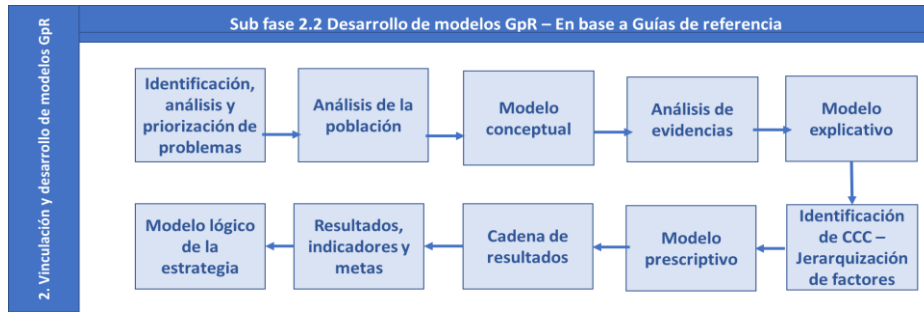 Sub fase 2.2 Desarrollo de modelos GpR – En base a Guías de referencia
2. Vinculación y desarrollo de modelos GpR
Identificación,
análisis y
priorización de
problemas
Análisis de la
población
Modelo
conceptual
Análisis de
evidencias
Modelo
explicativo
Identificación
de CCC –
Jerarquización
de factores
Modelo
prescriptivo
Cadena de
resultados
Resultados,
indicadores y
metas
Modelo lógico
de la
estrategia